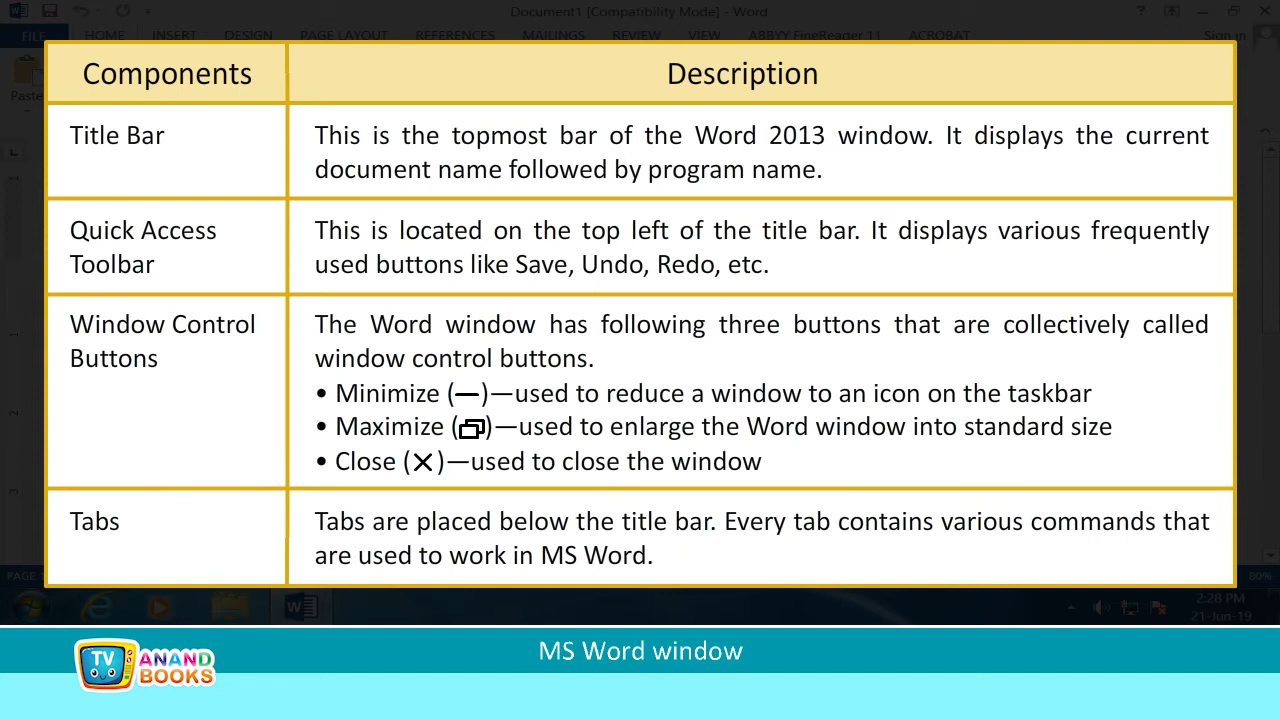 Document1 [Compatibility Mode] - Word
FILE HOME INSERT DESIGN PAGE LAYOUT REFERENCES MAILINGS REVIEW VIEW ABBYY FineReader 11 ACROBAT Sign in
Paste
Components Description
Title Bar This is the topmost bar of the Word 2013 window. It displays the current
document name followed by program name.
Quick Access This is located on the top left of the title bar. It displays various frequently
Toolbar used buttons like Save, Undo, Redo, etc.
Window Control The Word window has following three buttons that are collectively called
Buttons window control buttons.
• Minimize (—)—used to reduce a window to an icon on the taskbar
• Maximize ( )—used to enlarge the Word window into standard size
• Close (✕)—used to close the window
Tabs Tabs are placed below the title bar. Every tab contains various commands that
are used to work in MS Word.
PAGE 80%
2:28 PM
21-Jun-19
MS Word window
TV ANAND
BOOKS